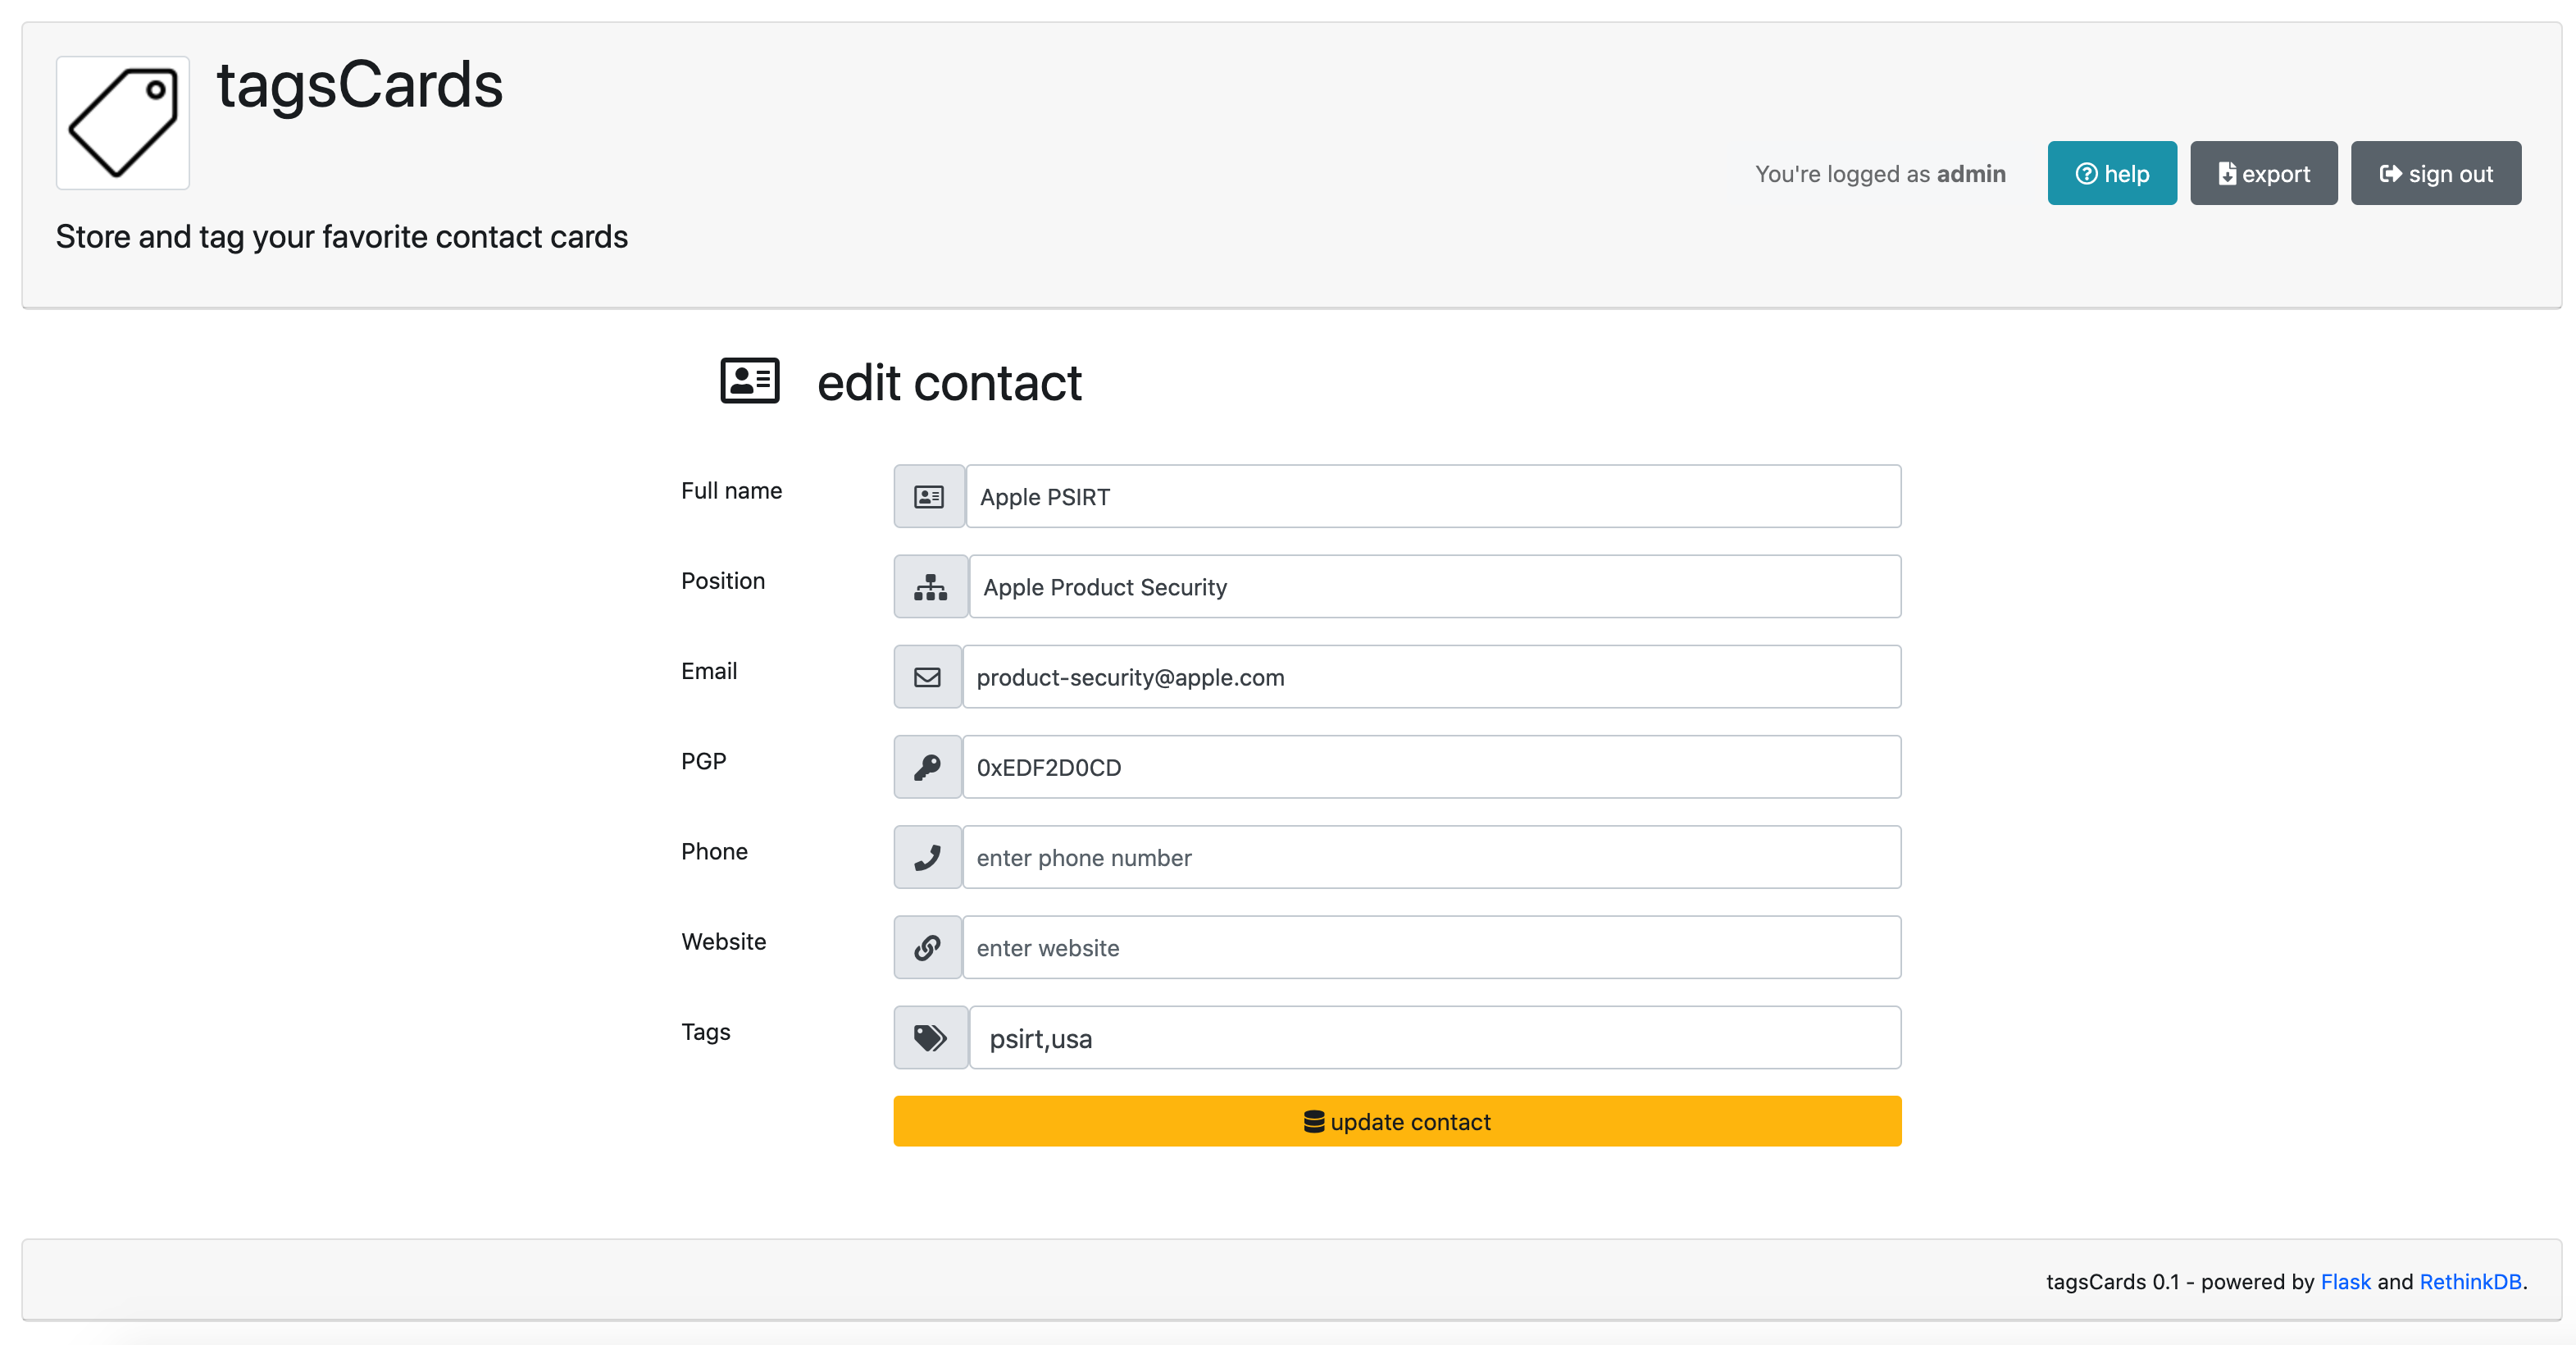 tagsCards
You're logged as admin
help
export
sign out
Store and tag your favorite contact cards
edit contact
Full name
Apple PSIRT
Position
Apple Product Security
Email
product-security@apple.com
PGP
0xEDF2D0CD
Phone
enter phone number
Website
enter website
Tags
psirt,usa
update contact
tagsCards 0.1 - powered by Flask and RethinkDB.